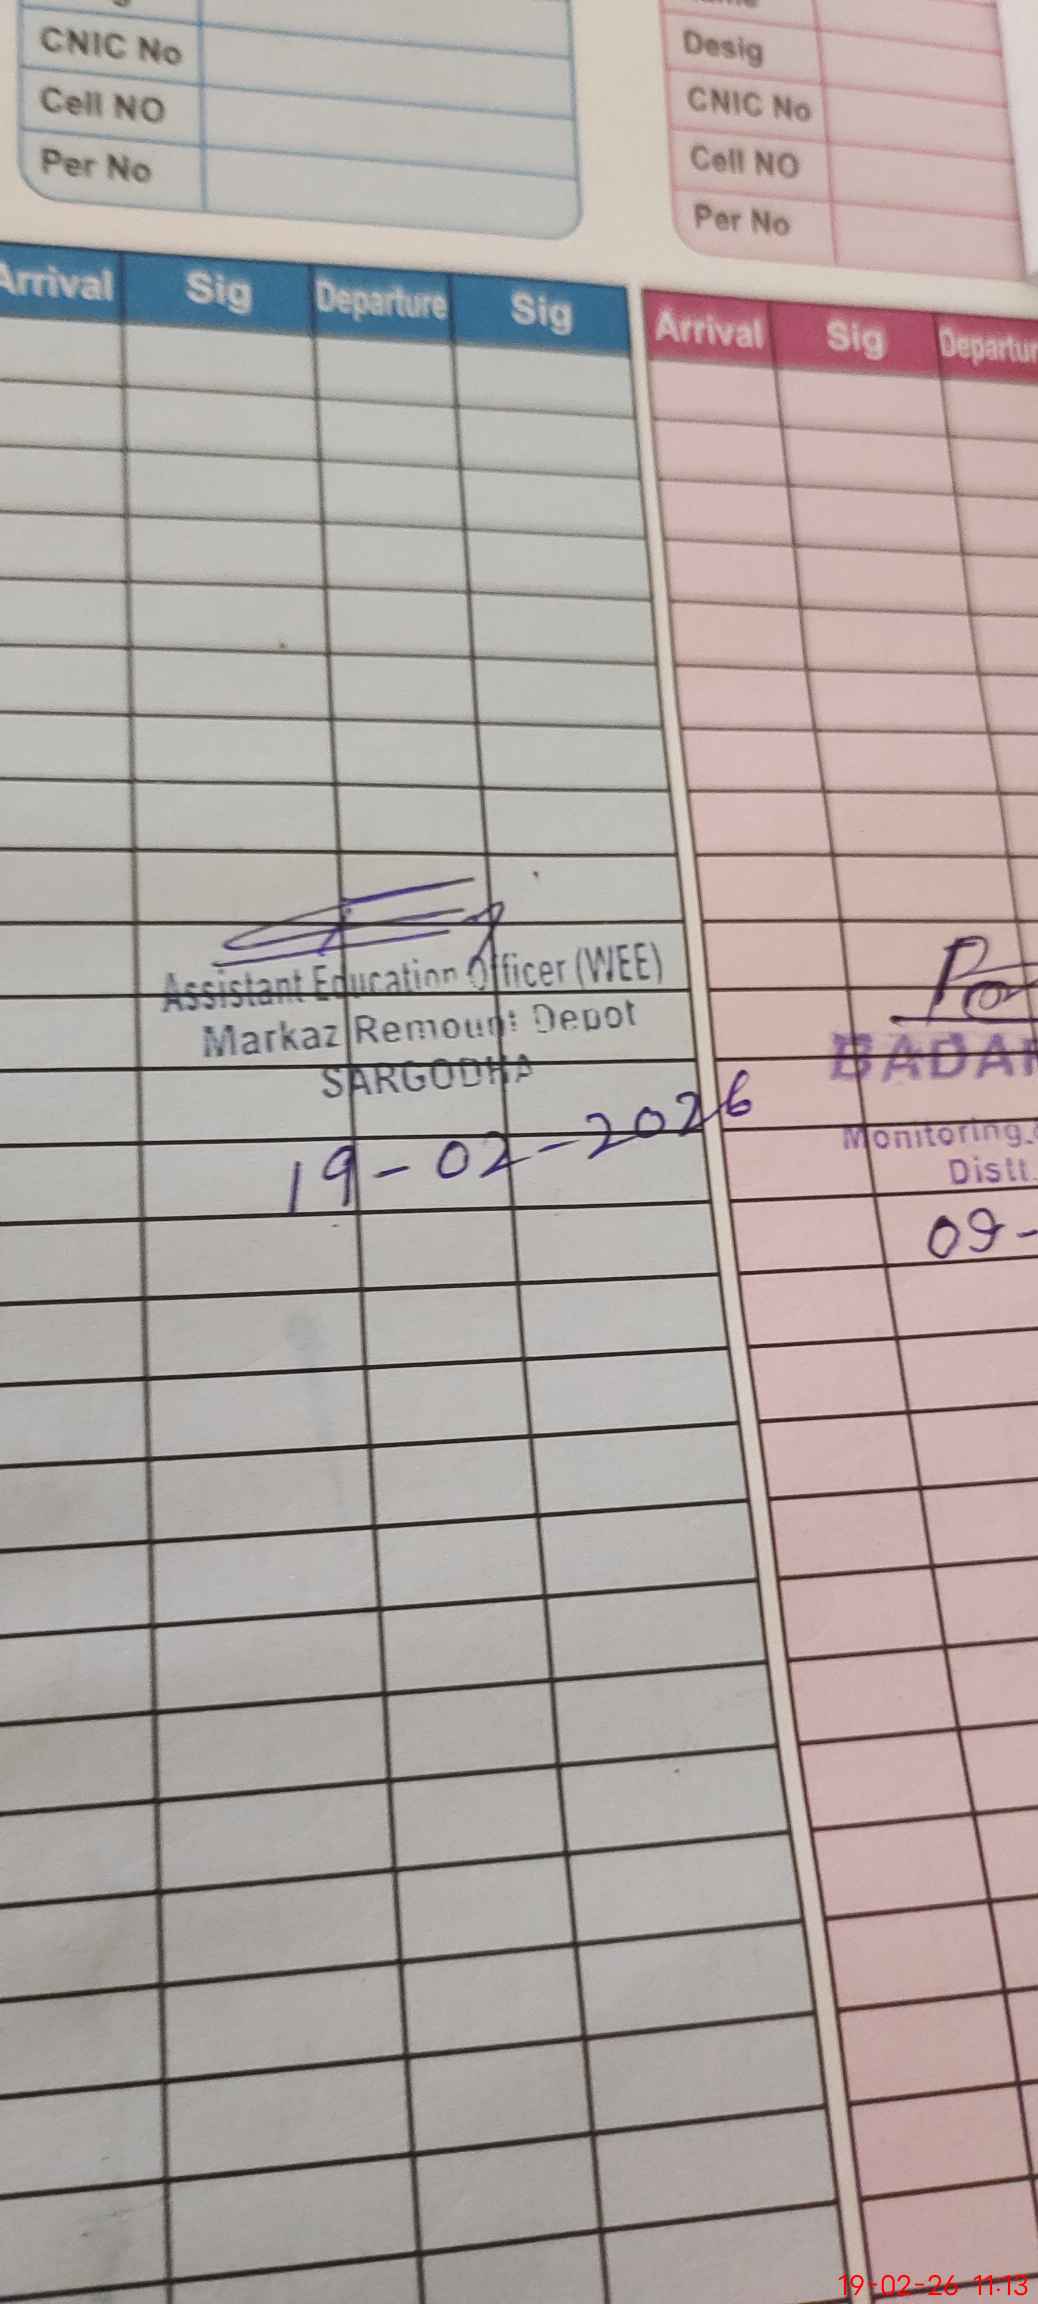 CNIC No
Cell NO
Per No
Desig
CNIC No
Cell NO
Per No
Arrival Sig Departure Sig
Arrival Sig Departur
Assistant Education Officer (WEE)
Markaz Remount Depot
SARGODHA
19-02-2026
BADA
Monitoring
Distt.
09-
19-02-26 11:13